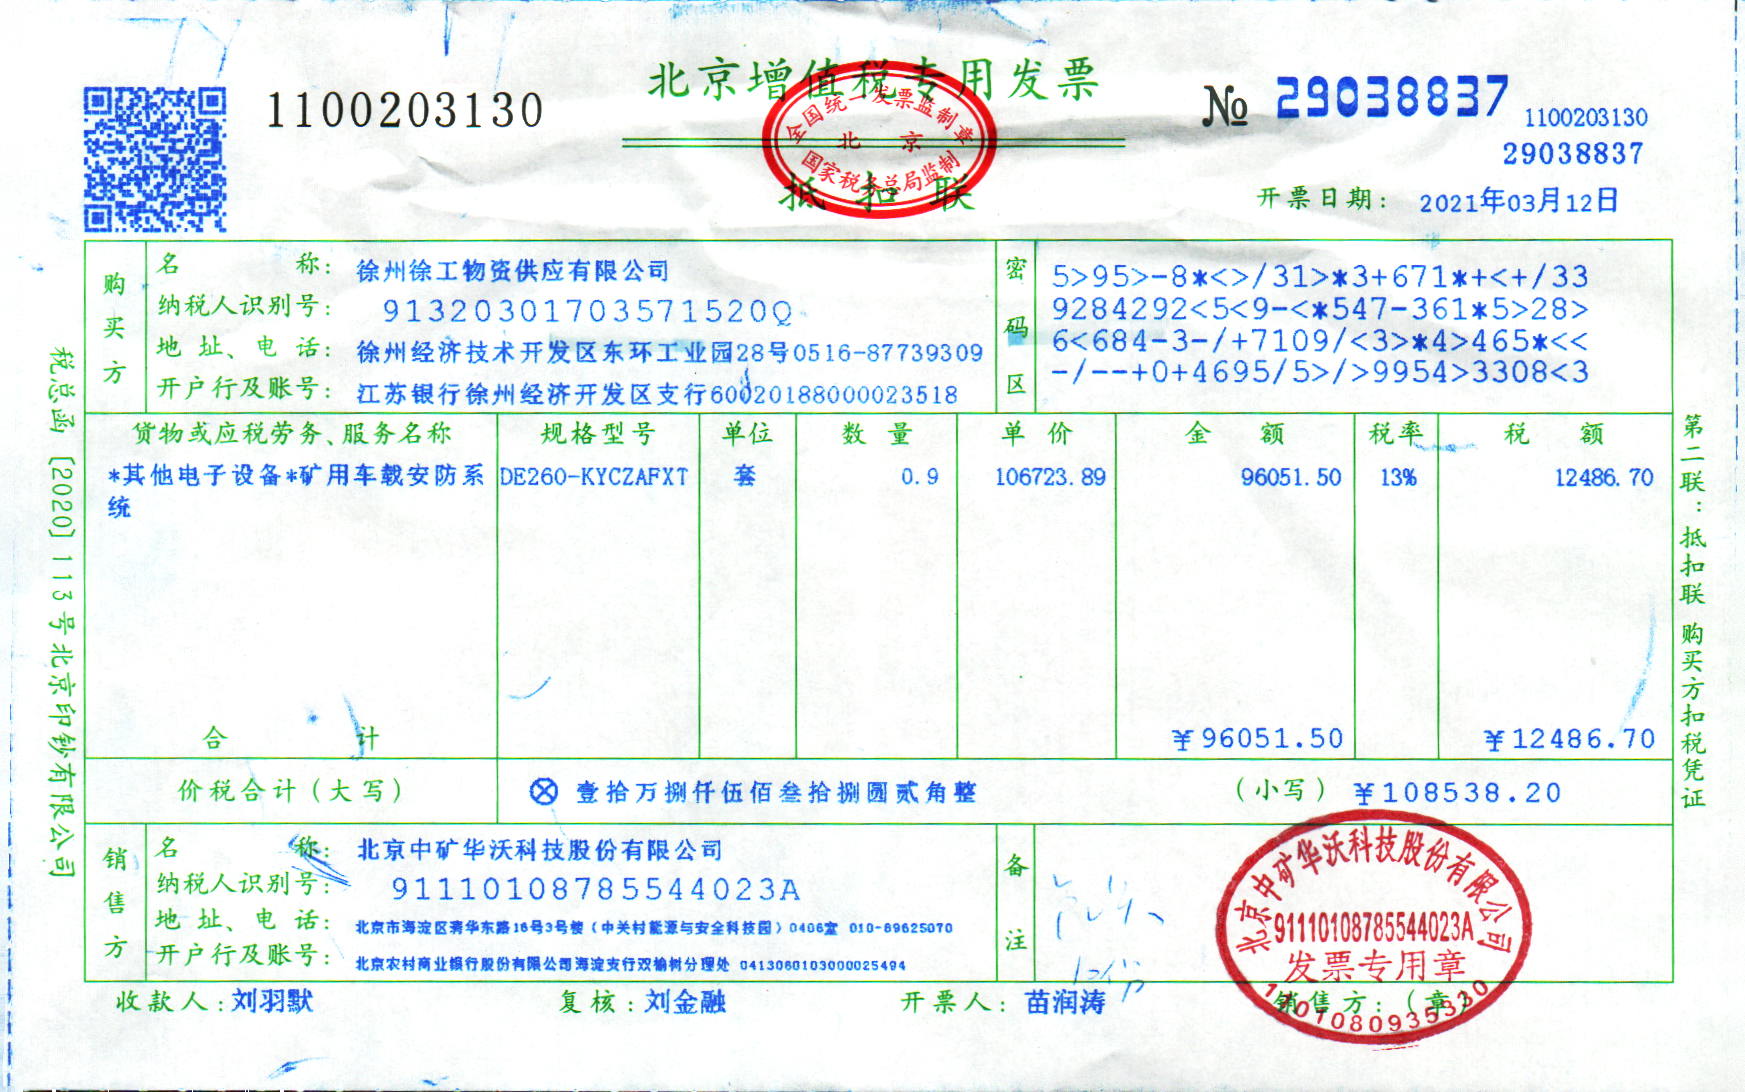 北京增值税专用发票
1100203130
№ 29038837
1100203130
29038837
全国统一发票监制章
北京
国家税务总局监制
抵扣联
开票日期： 2021年03月12日
购买方
名称： 徐州徐工物资供应有限公司
纳税人识别号： 91320301703571520Q
地址、电话： 徐州经济技术开发区东环工业园28号0516-87739309
开户行及账号： 江苏银行徐州经济开发区支行60020188000023518
密码区
5>95>-8*<>/31>*3+671*+<+/33
9284292<5<9-<*547-361*5>28>
6<684-3-/+7109/<3>*4>465*<<
-/--+0+4695/5>/>9954>3308<3
货物或应税劳务、服务名称 规格型号 单位 数量 单价 金额 税率 税额
*其他电子设备*矿用车载安防系 DE260-KYCZAFXT 套 0.9 106723.89 96051.50 13% 12486.70
统
合计 ￥96051.50 ￥12486.70
价税合计（大写） ⊗ 壹拾万捌仟伍佰叁拾捌圆贰角整 （小写） ￥108538.20
销售方
名称： 北京中矿华沃科技股份有限公司
纳税人识别号： 91110108785544023A
地址、电话： 北京市海淀区清华东路16号3号楼（中关村能源与安全科技园）0406室 010-69625070
开户行及账号： 北京农村商业银行股份有限公司海淀支行双榆树分理处 0413060103000025494
备注
北京中矿华沃科技股份有限公司
91110108785544023A
发票专用章
收款人：刘羽默 复核：刘金融 开票人：苗润涛 销售方：（章）
税总函〔2020〕113号北京印钞有限公司
第二联：抵扣联 购买方扣税凭证